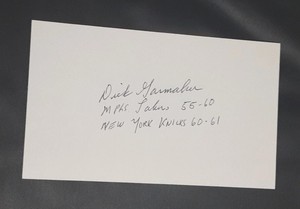 Dick Garmaker
MPLS Lakers 55-60
NEW YORK KNICKS 60-61